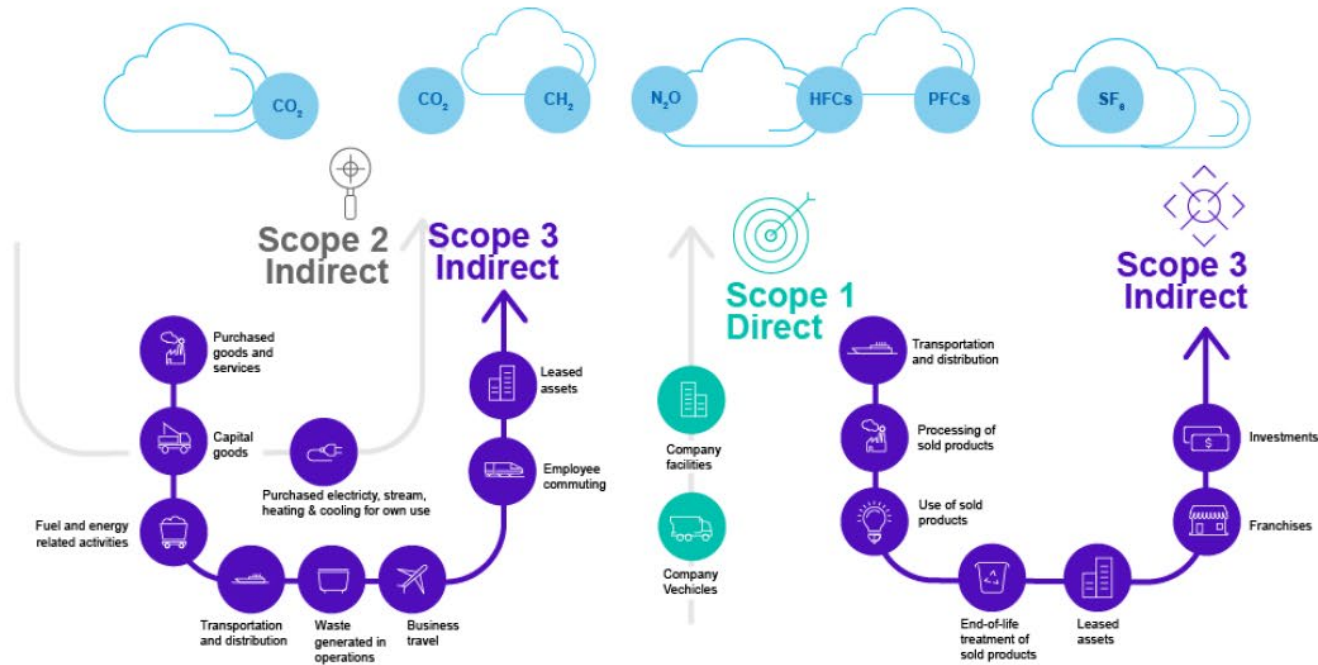 CO₂
CO₂
CH₂
N₂O
HFCs
PFCs
SF₆
Scope 2
Indirect
Scope 3
Indirect
Purchased
goods and
services
Capital
goods
Fuel and energy
related activities
Purchased electricty, stream,
heating & cooling for own use
Transportation
and distribution
Waste
generated in
operations
Business
travel
Employee
commuting
Leased
assets
Scope 1
Direct
Company
facilities
Company
Vechicles
Scope 3
Indirect
Transportation
and distribution
Processing of
sold products
Use of sold
products
End-of-life
treatment of
sold products
Leased
assets
Franchises
Investments
$